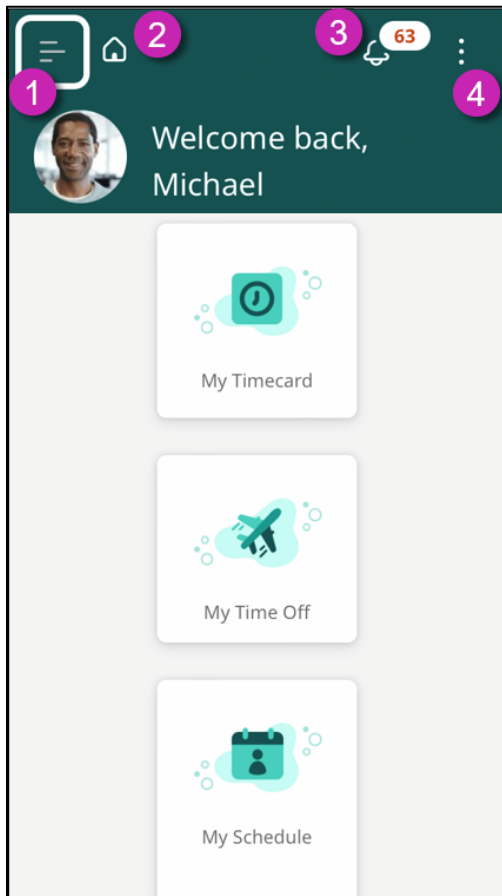 2
3
63
1
4
Welcome back,
Michael
My Timecard
My Time Off
My Schedule